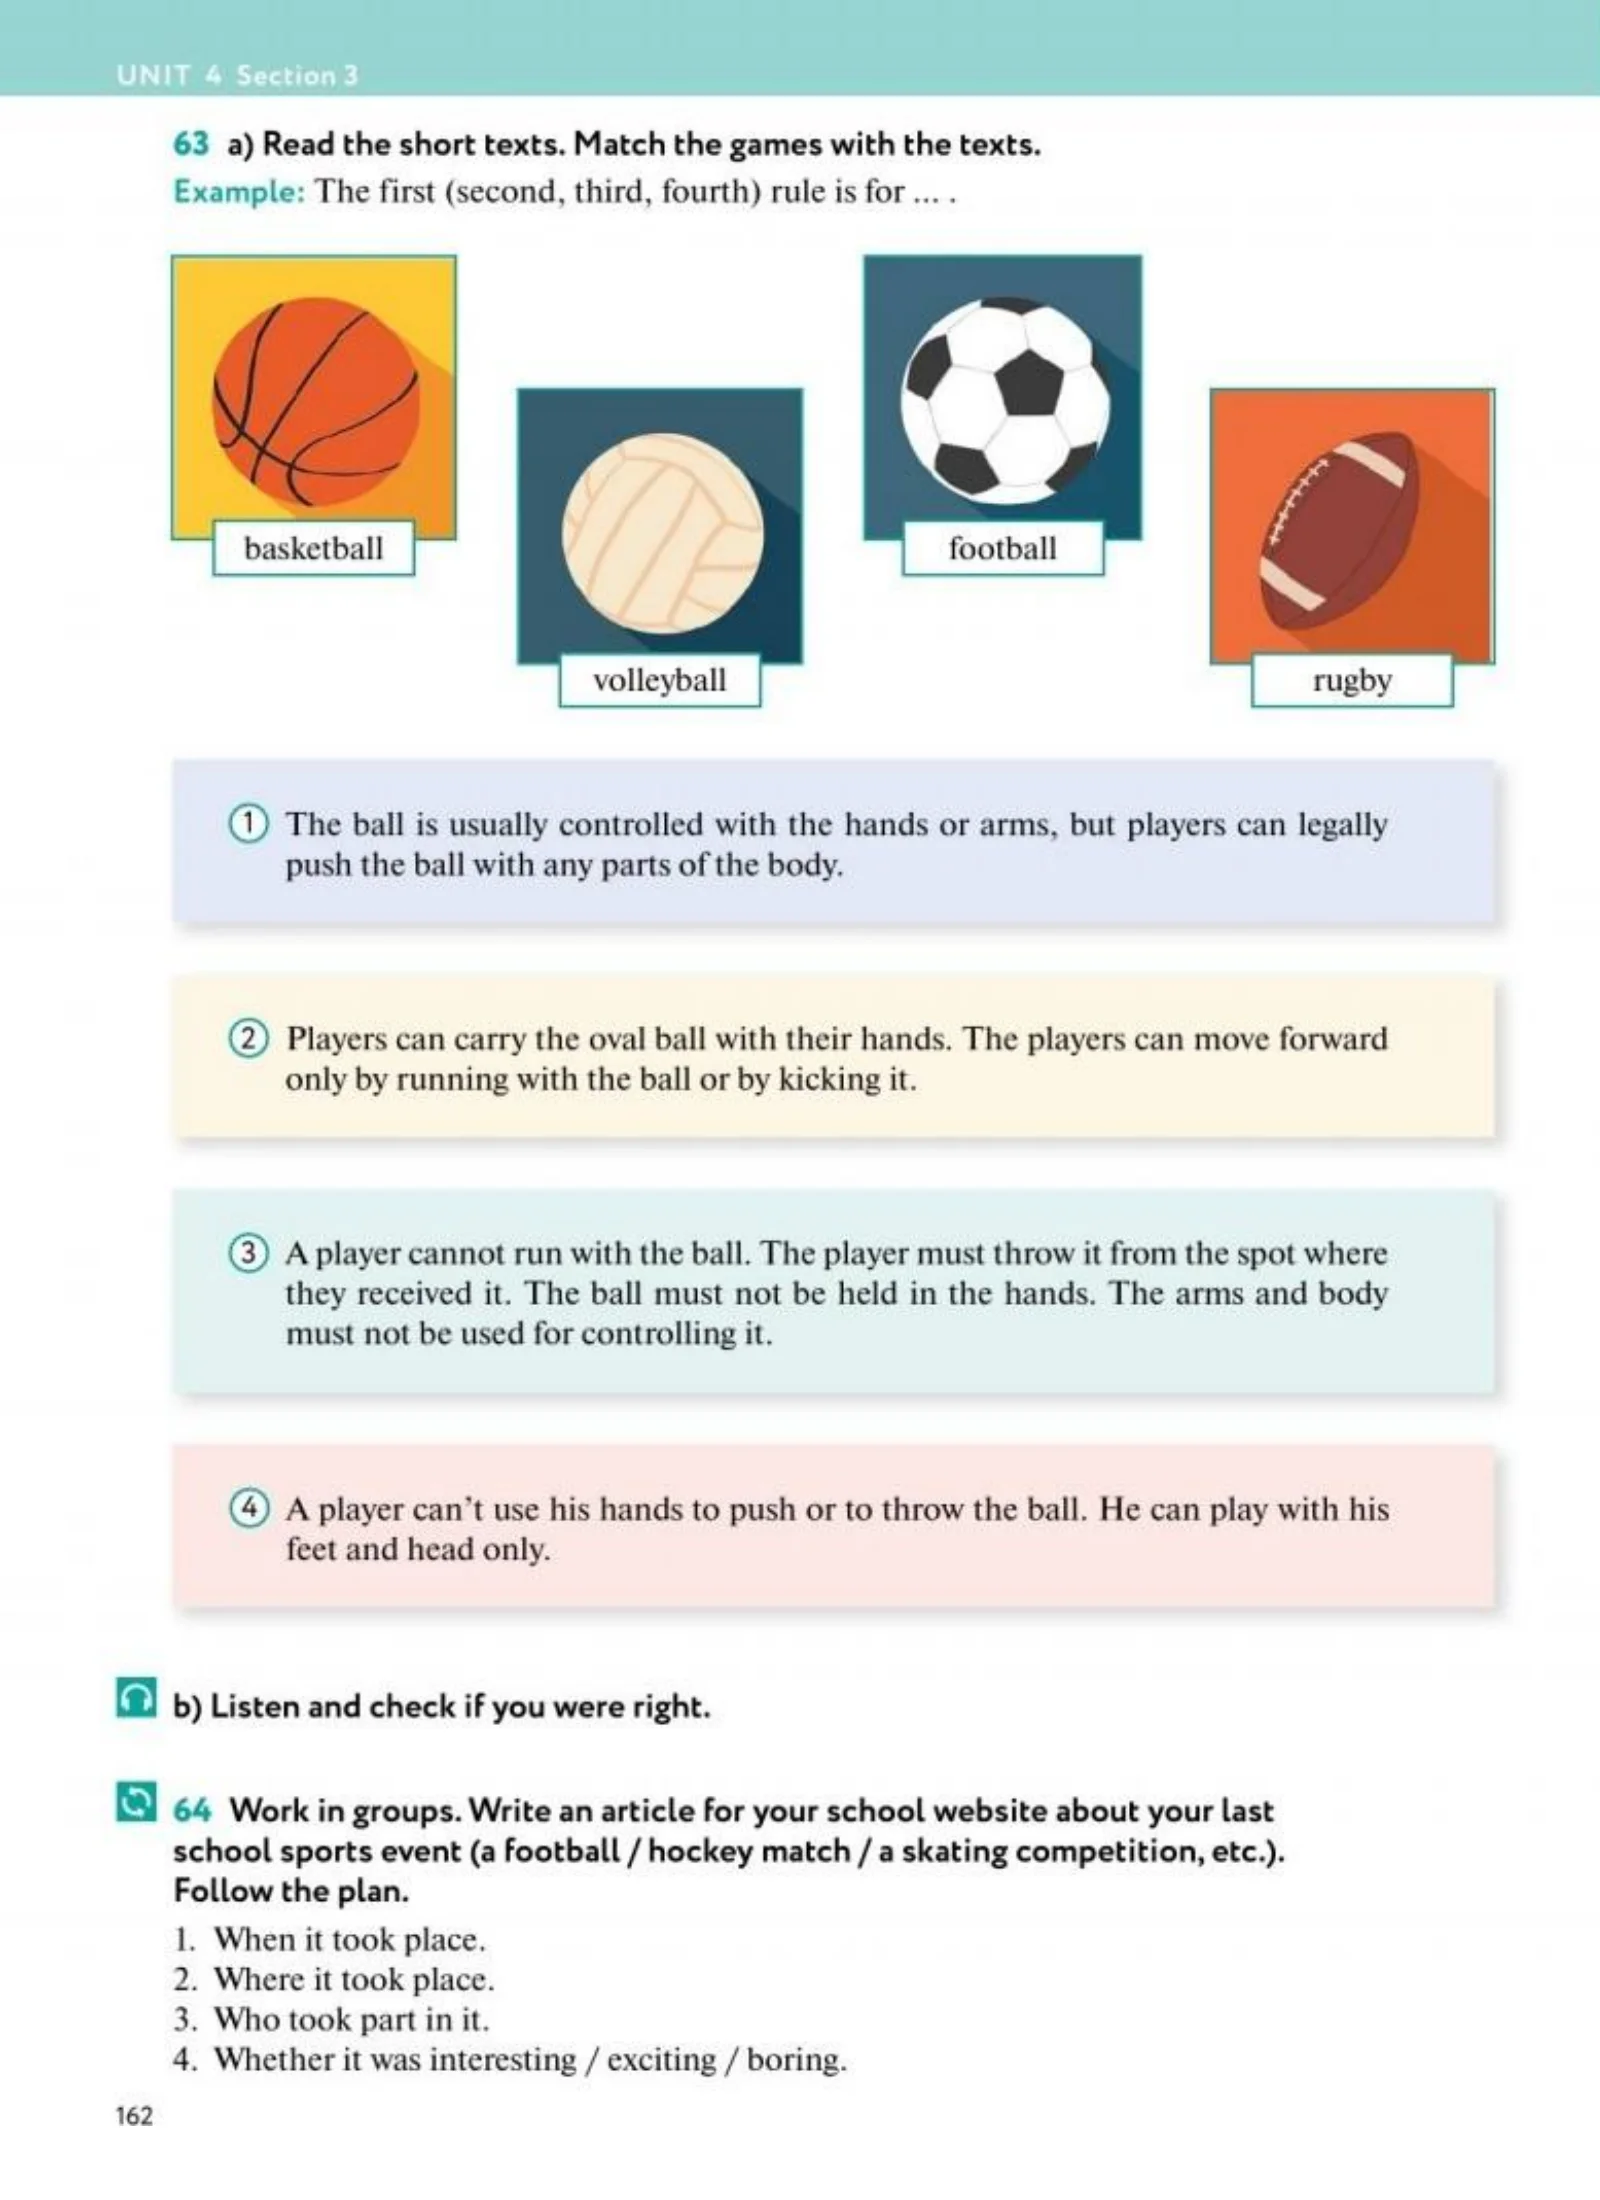 UNIT 4 Section 3
63 a) Read the short texts. Match the games with the texts.
Example: The first (second, third, fourth) rule is for ... .
basketball
football
volleyball
rugby
1 The ball is usually controlled with the hands or arms, but players can legally
push the ball with any parts of the body.
2 Players can carry the oval ball with their hands. The players can move forward
only by running with the ball or by kicking it.
3 A player cannot run with the ball. The player must throw it from the spot where
they received it. The ball must not be held in the hands. The arms and body
must not be used for controlling it.
4 A player can't use his hands to push or to throw the ball. He can play with his
feet and head only.
b) Listen and check if you were right.
64 Work in groups. Write an article for your school website about your last
school sports event (a football / hockey match / a skating competition, etc.).
Follow the plan.
1. When it took place.
2. Where it took place.
3. Who took part in it.
4. Whether it was interesting / exciting / boring.
162